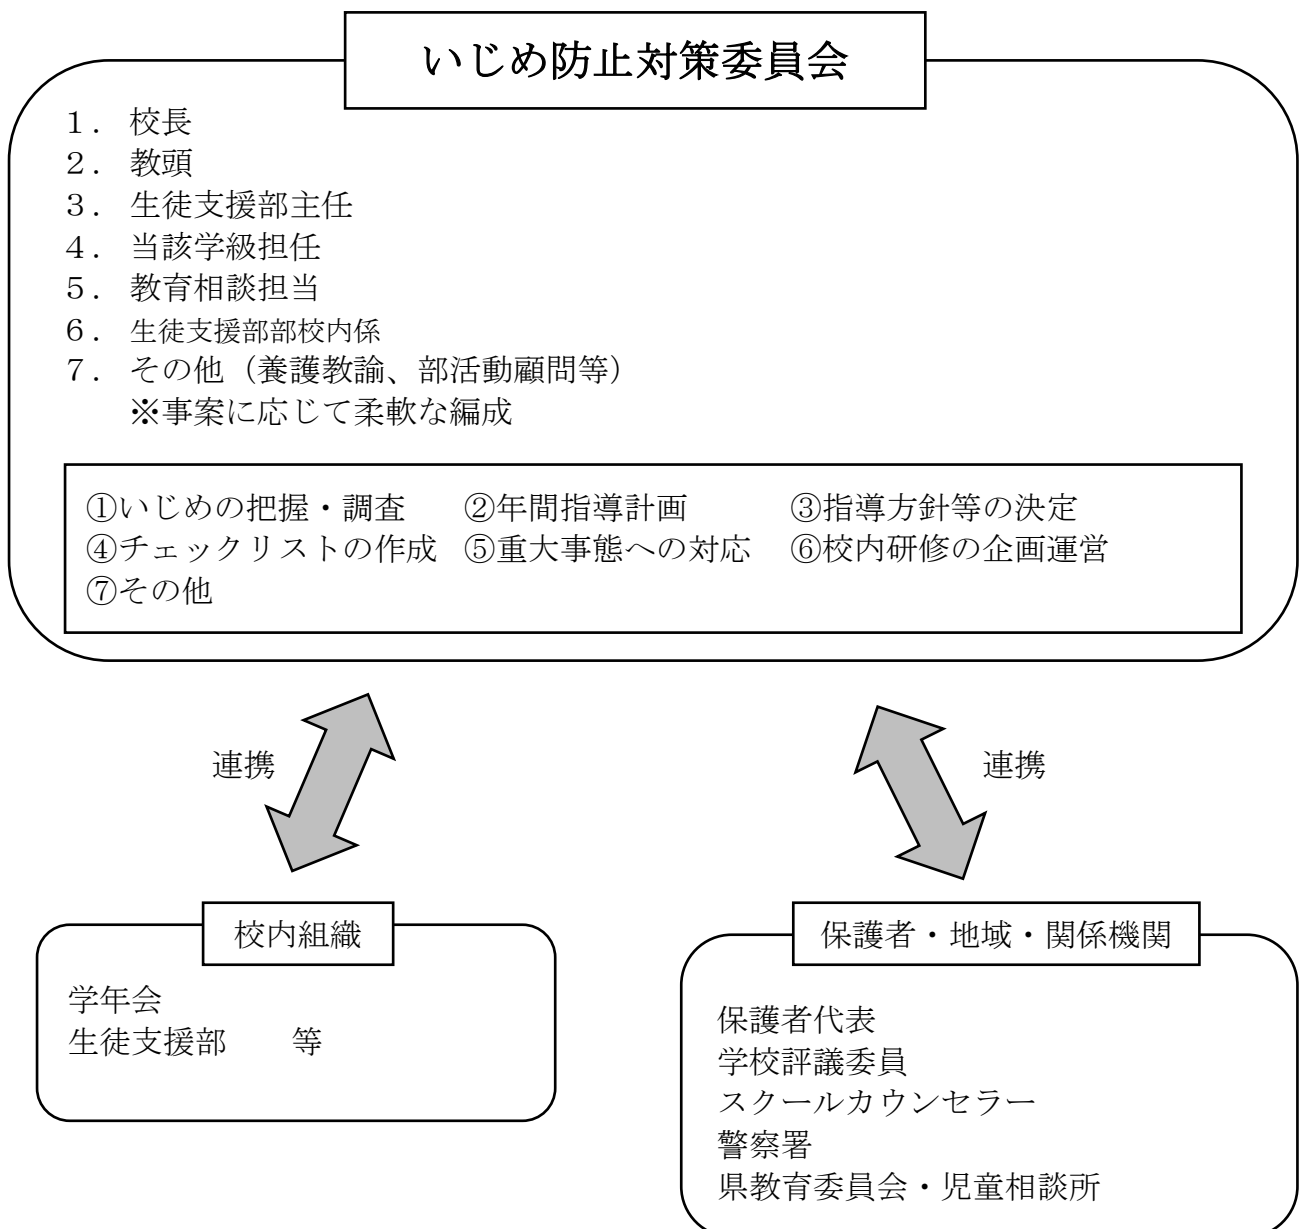 いじめ防止対策委員会
１．校長
２．教頭
３．生徒支援部主任
４．当該学級担任
５．教育相談担当
６．生徒支援部部校内係
７．その他（養護教諭、部活動顧問等）
※事案に応じて柔軟な編成
①いじめの把握・調査　②年間指導計画　③指導方針等の決定
④チェックリストの作成　⑤重大事態への対応　⑥校内研修の企画運営
⑦その他
連携
連携
校内組織
学年会
生徒支援部　　等
保護者・地域・関係機関
保護者代表
学校評議委員
スクールカウンセラー
警察署
県教育委員会・児童相談所